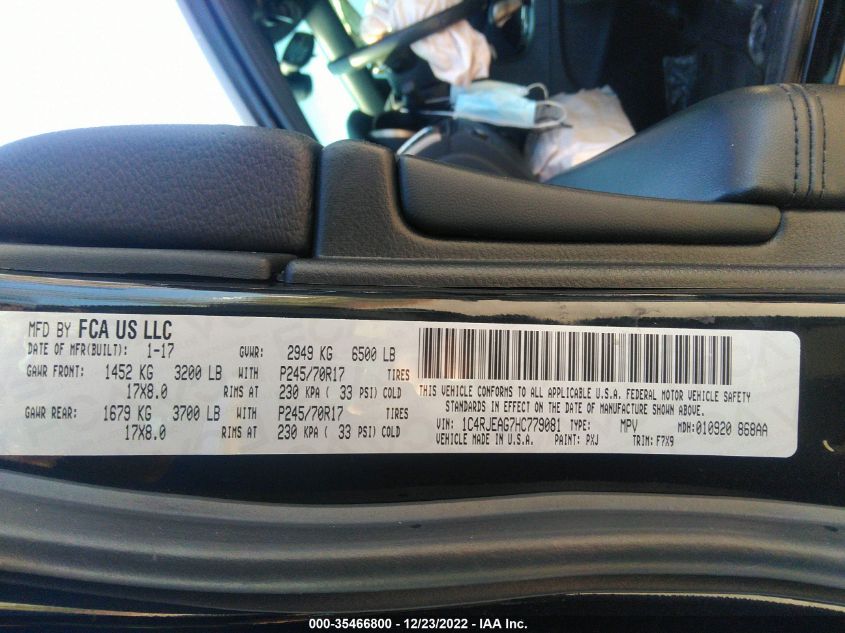 MFD BY FCA US LLC
DATE OF MFR(BUILT): 1-17 GVWR: 2949 KG 6500 LB
GAWR FRONT: 1452 KG 3200 LB WITH P245/70R17 TIRES
17X8.0 RIMS AT 230 KPA ( 33 PSI) COLD
GAWR REAR: 1679 KG 3700 LB WITH P245/70R17 TIRES
17X8.0 RIMS AT 230 KPA ( 33 PSI) COLD
THIS VEHICLE CONFORMS TO ALL APPLICABLE U.S.A. FEDERAL MOTOR VEHICLE SAFETY
STANDARDS IN EFFECT ON THE DATE OF MANUFACTURE SHOWN ABOVE.
VIN: 1C4RJEAG7HC779081 TYPE: MPV MDH: 010920 868AA
VEHICLE MADE IN U.S.A. PAINT: PXJ TRIM: F7X9
000-35466800 - 12/23/2022 - IAA Inc.